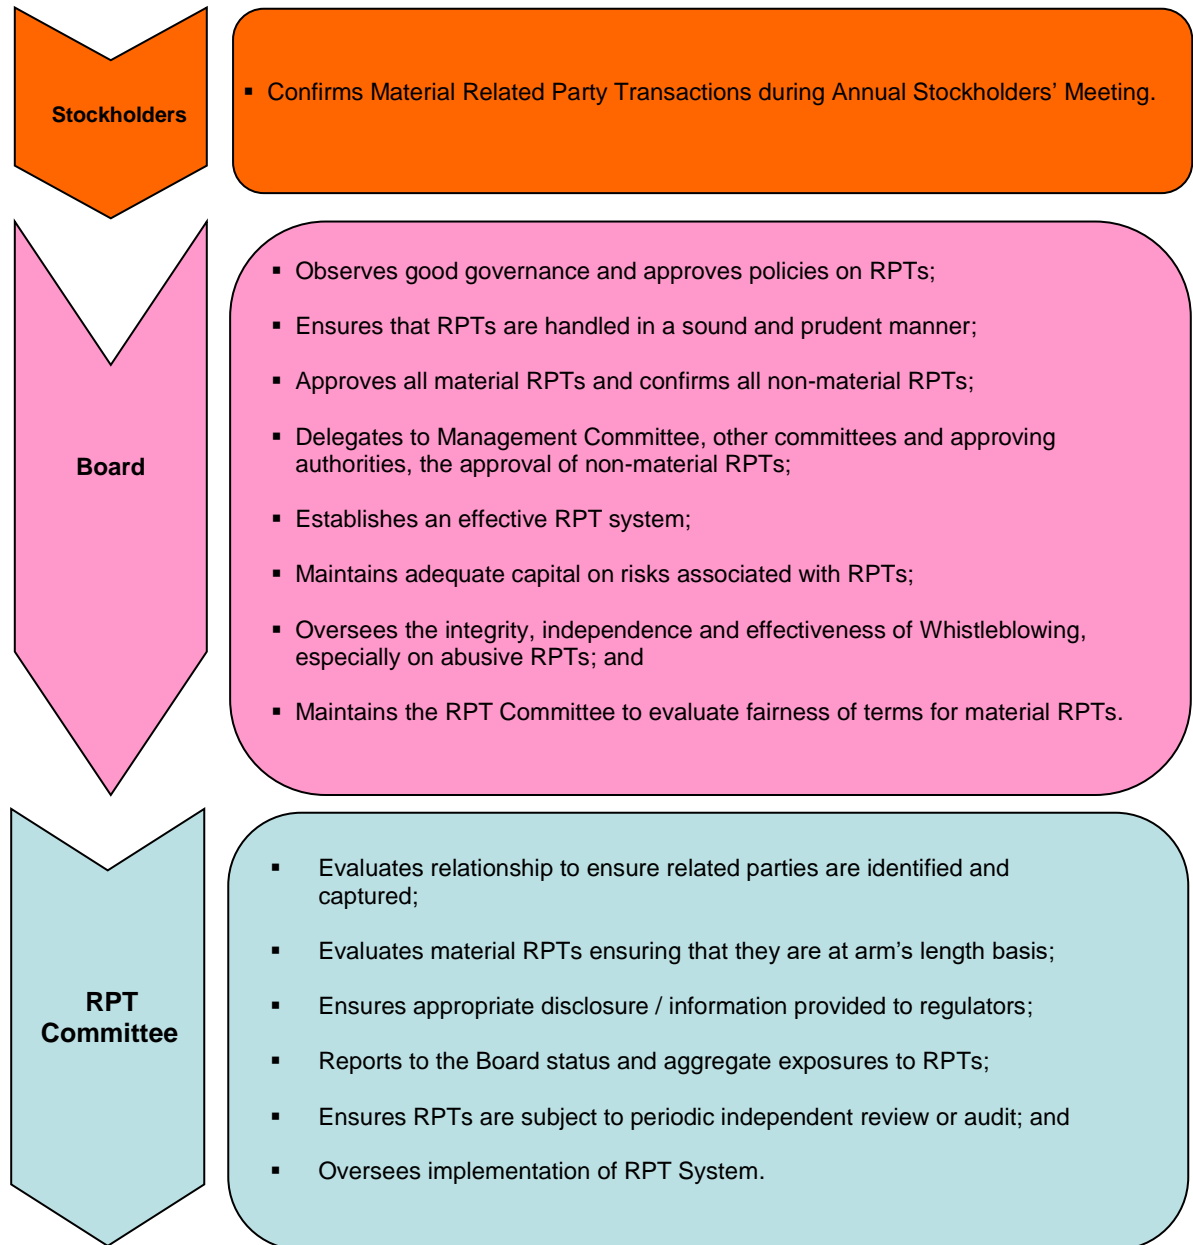 Stockholders
▪ Confirms Material Related Party Transactions during Annual Stockholders’ Meeting.
Board
▪ Observes good governance and approves policies on RPTs;
▪ Ensures that RPTs are handled in a sound and prudent manner;
▪ Approves all material RPTs and confirms all non-material RPTs;
▪ Delegates to Management Committee, other committees and approving
authorities, the approval of non-material RPTs;
▪ Establishes an effective RPT system;
▪ Maintains adequate capital on risks associated with RPTs;
▪ Oversees the integrity, independence and effectiveness of Whistleblowing,
especially on abusive RPTs; and
▪ Maintains the RPT Committee to evaluate fairness of terms for material RPTs.
RPT
Committee
▪ Evaluates relationship to ensure related parties are identified and
captured;
▪ Evaluates material RPTs ensuring that they are at arm’s length basis;
▪ Ensures appropriate disclosure / information provided to regulators;
▪ Reports to the Board status and aggregate exposures to RPTs;
▪ Ensures RPTs are subject to periodic independent review or audit; and
▪ Oversees implementation of RPT System.